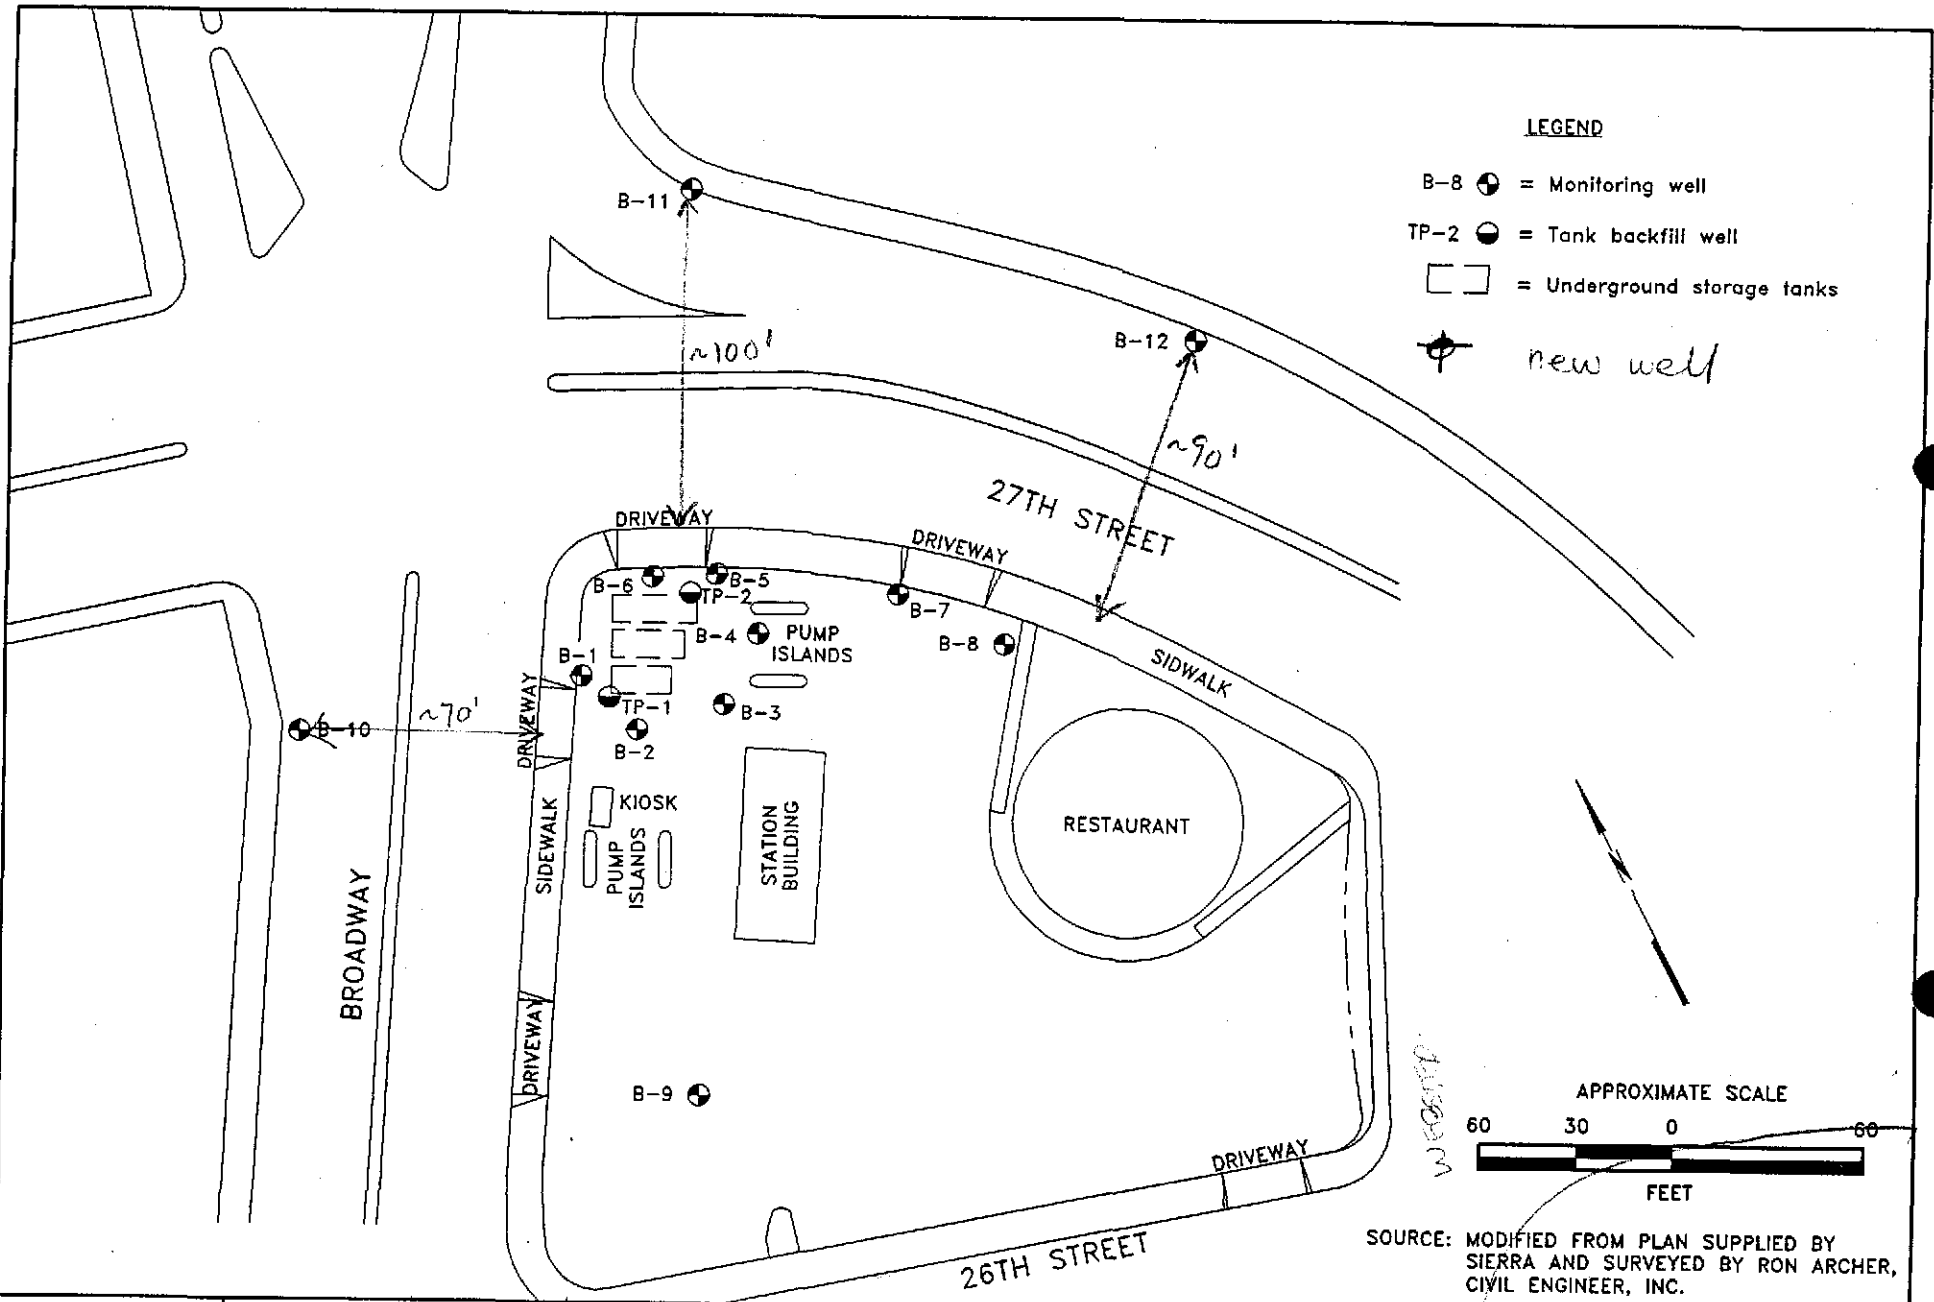 LEGEND
B-8 = Monitoring well
TP-2 = Tank backfill well
= Underground storage tanks
new well
B-11
~100'
B-12
~90'
27TH STREET
DRIVEWAY
DRIVEWAY
B-6
B-5
TP-2
B-7
B-4
PUMP
ISLANDS
B-8
B-1
SIDWALK
DRIVEWAY
TP-1
B-3
B-10
~70'
B-2
KIOSK
SIDEWALK
PUMP
ISLANDS
STATION
BUILDING
RESTAURANT
BROADWAY
DRIVEWAY
B-9
DRIVEWAY
26TH STREET
APPROXIMATE SCALE
60 30 0 60
FEET
SOURCE: MODIFIED FROM PLAN SUPPLIED BY
SIERRA AND SURVEYED BY RON ARCHER,
CIVIL ENGINEER, INC.